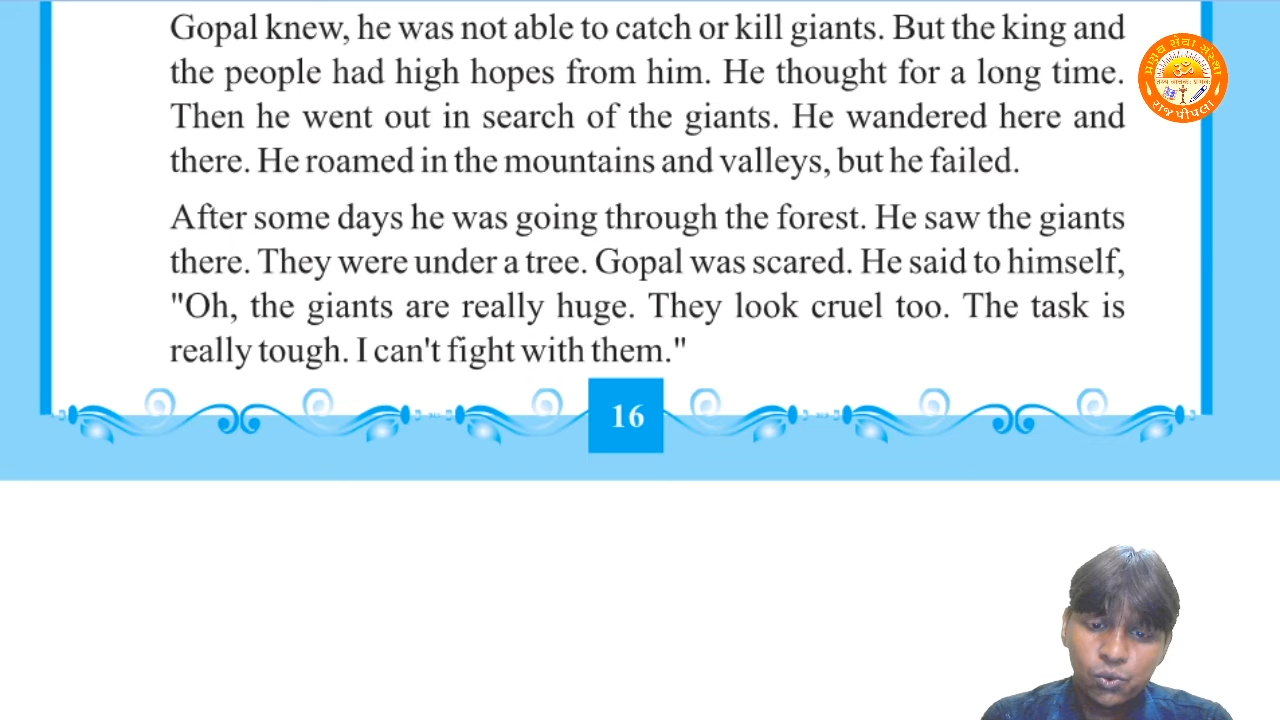 Gopal knew, he was not able to catch or kill giants. But the king and
the people had high hopes from him. He thought for a long time.
Then he went out in search of the giants. He wandered here and
there. He roamed in the mountains and valleys, but he failed.
After some days he was going through the forest. He saw the giants
there. They were under a tree. Gopal was scared. He said to himself,
"Oh, the giants are really huge. They look cruel too. The task is
really tough. I can't fight with them."
16
પ્રણવ સેવા સંસ્થા
રાજપીપલા
ॐ